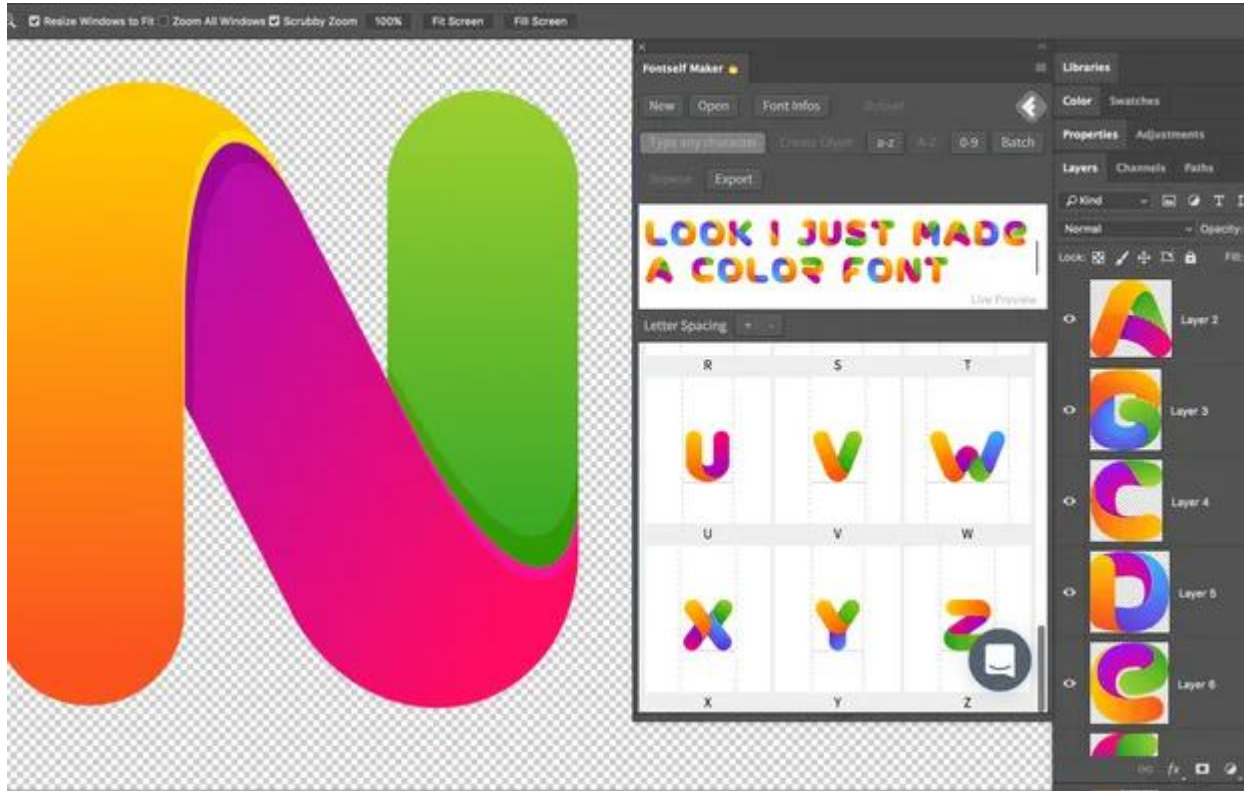 Resize Windows to Fit Zoom All Windows Scrubby Zoom 100% Fit Screen Fill Screen
Fontself Maker
New Open Font Infos
Type any character Create Glyph a-z A-Z 0-9 Batch
Export
LOOK I JUST MADE
A COLOR FONT
Live Preview
Letter Spacing + -
R S T
U V W
U V W
X Y Z
X Y Z
Libraries
Color Swatches
Properties Adjustments
Layers Channels Paths
Kind T
Normal Opacity:
Lock: Fill:
A Layer 2
Layer 3
C Layer 4
D Layer 5
Layer 6
fx
N